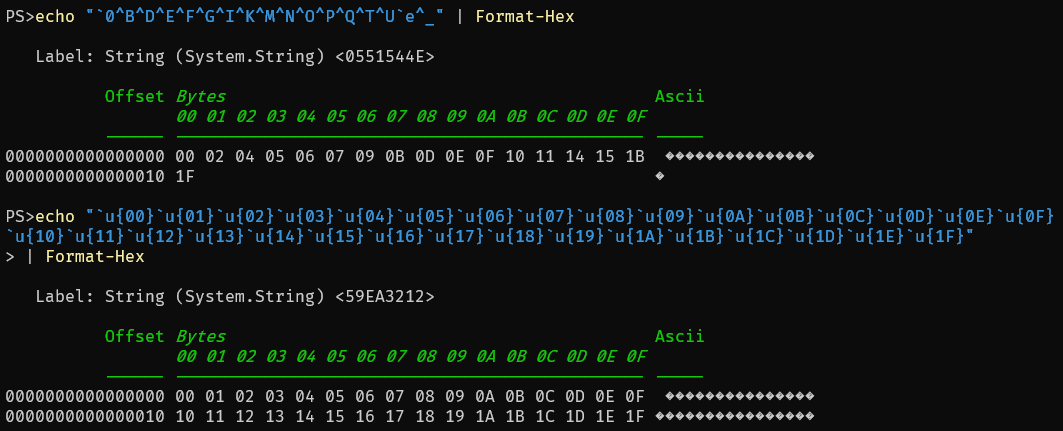 PS>echo "`0^B^D^E^F^G^I^K^M^N^O^P^Q^T^U`e^_" | Format-Hex
Label: String (System.String) <0551544E>
Offset Bytes Ascii
00 01 02 03 04 05 06 07 08 09 0A 0B 0C 0D 0E 0F
0000000000000000 00 02 04 05 06 07 09 0B 0D 0E 0F 10 11 14 15 1B  ����������������
0000000000000010 1F �
PS>echo "`u{00}`u{01}`u{02}`u{03}`u{04}`u{05}`u{06}`u{07}`u{08}`u{09}`u{0A}`u{0B}`u{0C}`u{0D}`u{0E}`u{0F}
`u{10}`u{11}`u{12}`u{13}`u{14}`u{15}`u{16}`u{17}`u{18}`u{19}`u{1A}`u{1B}`u{1C}`u{1D}`u{1E}`u{1F}"
> | Format-Hex
Label: String (System.String) <59EA3212>
Offset Bytes Ascii
00 01 02 03 04 05 06 07 08 09 0A 0B 0C 0D 0E 0F
0000000000000000 00 01 02 03 04 05 06 07 08 09 0A 0B 0C 0D 0E 0F  ����������������
0000000000000010 10 11 12 13 14 15 16 17 18 19 1A 1B 1C 1D 1E 1F ����������������